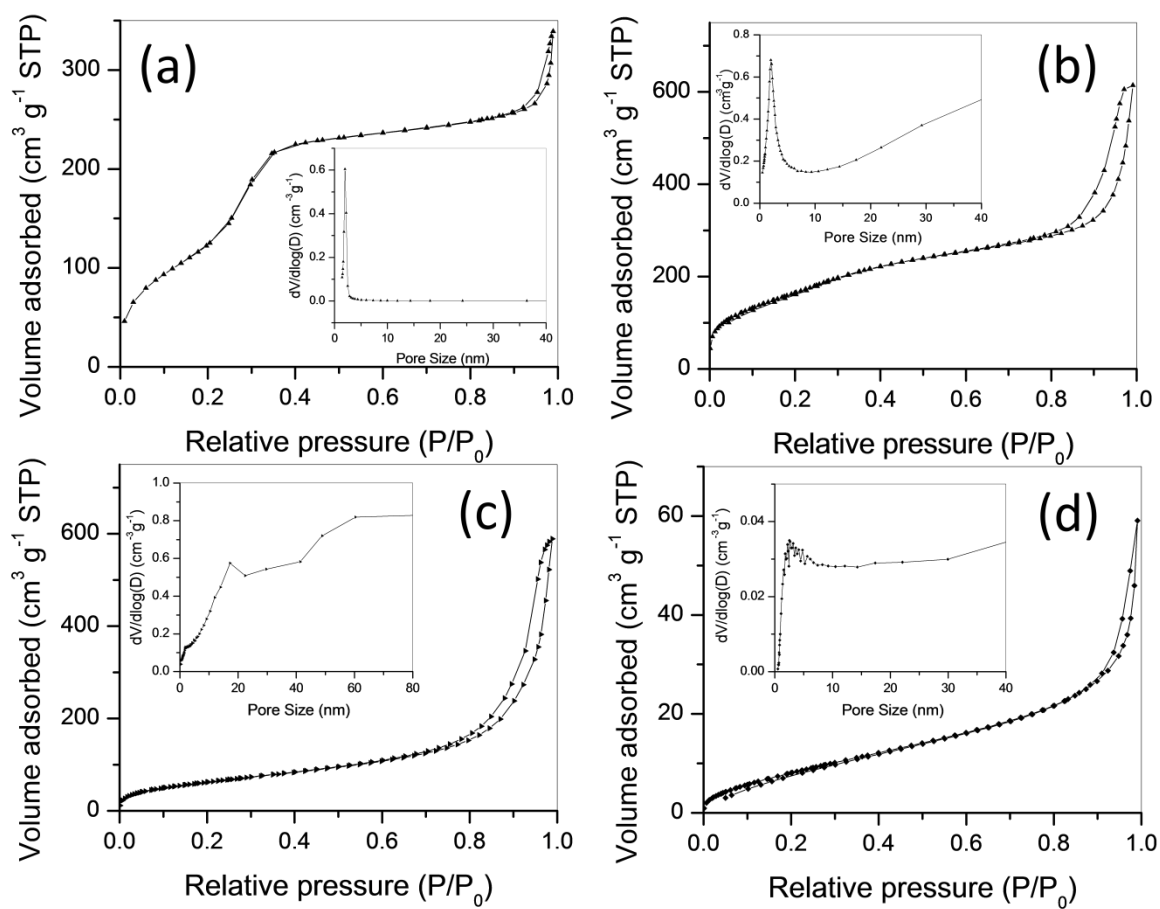 (a)
Volume adsorbed (cm³ g⁻¹ STP)
300
200
100
0
0.0 0.2 0.4 0.6 0.8 1.0
Relative pressure (P/P₀)
dV/dlog(D) (cm⁻³g⁻¹)
0.6
0.4
0.2
0.0
0 10 20 30 40
Pore Size (nm)
(b)
Volume adsorbed (cm³ g⁻¹ STP)
600
400
200
0
0.0 0.2 0.4 0.6 0.8 1.0
Relative pressure (P/P₀)
dV/dlog(D) (cm⁻³g⁻¹)
0.8
0.6
0.4
0.2
0.0
0 10 20 30 40
Pore Size (nm)
(c)
Volume adsorbed (cm³ g⁻¹ STP)
600
400
200
0
0.0 0.2 0.4 0.6 0.8 1.0
Relative pressure (P/P₀)
dV/dlog(D) (cm⁻³g⁻¹)
1.0
0.8
0.6
0.4
0.2
0.0
0 20 40 60 80
Pore Size (nm)
(d)
Volume adsorbed (cm³ g⁻¹ STP)
60
40
20
0
0.0 0.2 0.4 0.6 0.8 1.0
Relative pressure (P/P₀)
dV/dlog(D) (cm⁻³g⁻¹)
0.04
0.02
0.00
0 10 20 30 40
Pore Size (nm)